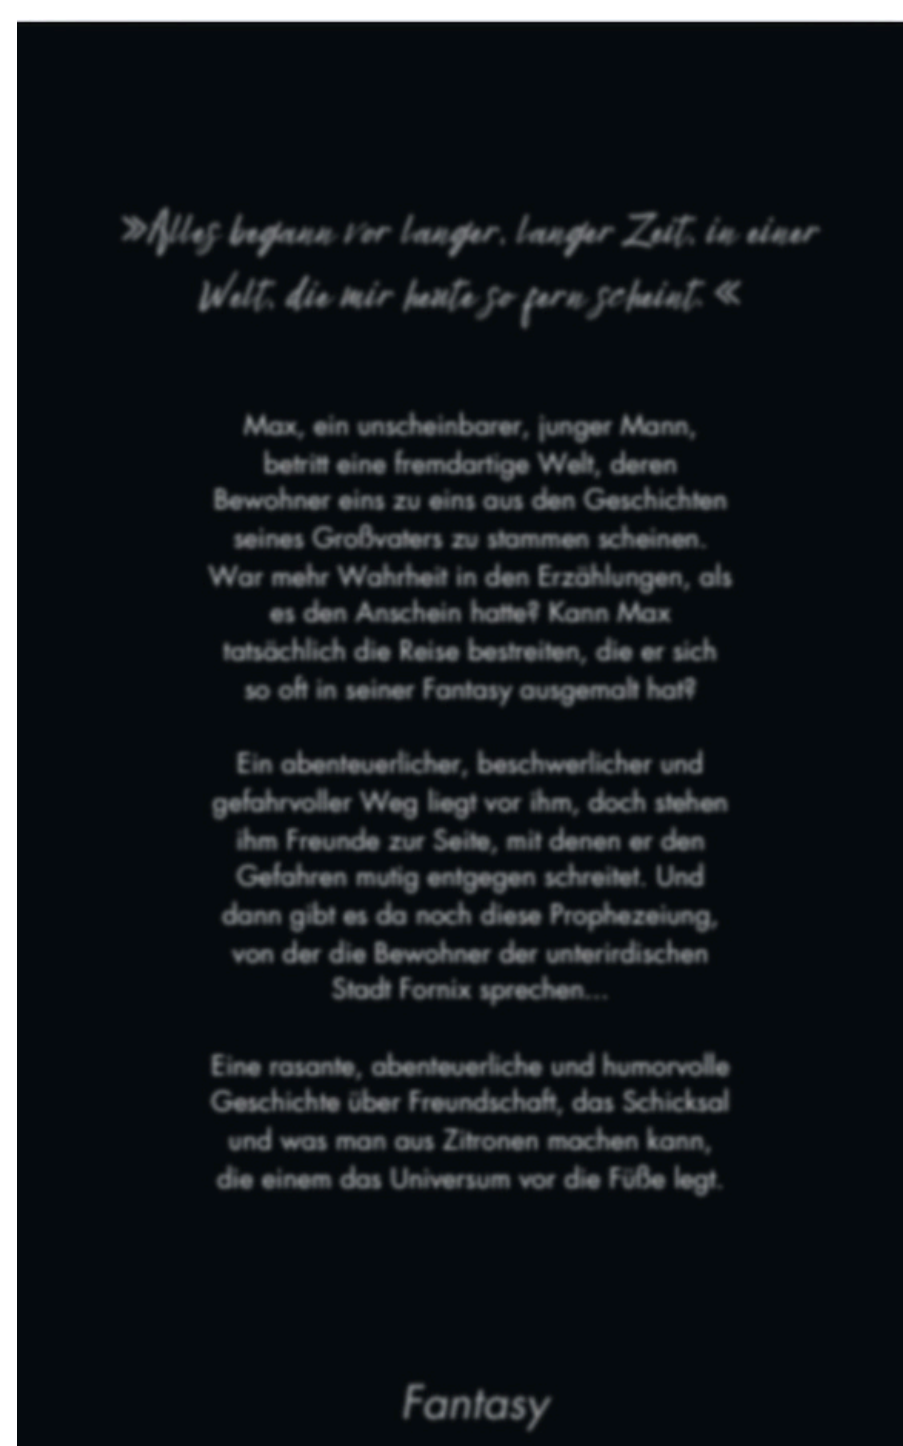 »Alles begann vor langer, langer Zeit, in einer
Welt, die mir heute so fern scheint. «
Max, ein unscheinbarer, junger Mann,
betritt eine fremdartige Welt, deren
Bewohner eins zu eins aus den Geschichten
seines Großvaters zu stammen scheinen.
War mehr Wahrheit in den Erzählungen, als
es den Anschein hatte? Kann Max
tatsächlich die Reise bestreiten, die er sich
so oft in seiner Fantasy ausgemalt hat?
Ein abenteuerlicher, beschwerlicher und
gefahrvoller Weg liegt vor ihm, doch stehen
ihm Freunde zur Seite, mit denen er den
Gefahren mutig entgegen schreitet. Und
dann gibt es da noch diese Prophezeiung,
von der die Bewohner der unterirdischen
Stadt Fornix sprechen...
Eine rasante, abenteuerliche und humorvolle
Geschichte über Freundschaft, das Schicksal
und was man aus Zitronen machen kann,
die einem das Universum vor die Füße legt.
Fantasy